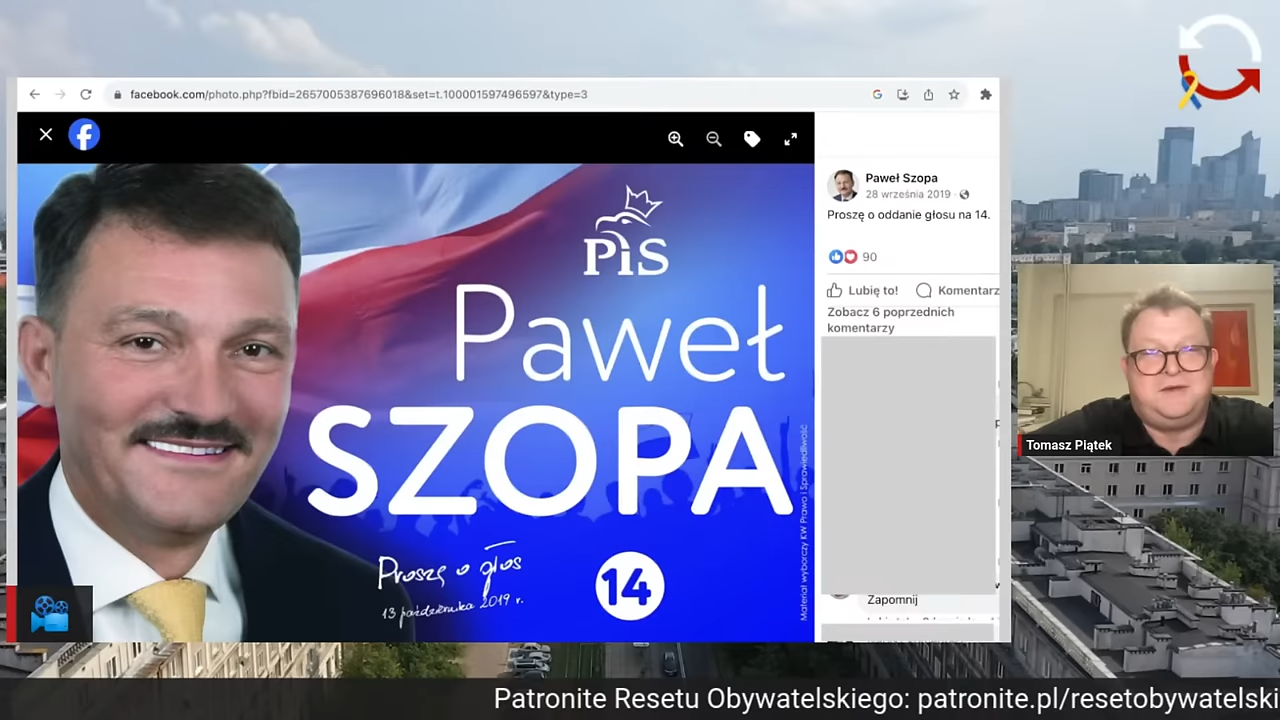 facebook.com/photo.php?fbid=2657005387696018&set=t.100001597496597&type=3
PiS
Paweł
SZOPA
Proszę o głos
13 października 2019 r.
14
Materiał wyborczy KW Prawo i Sprawiedliwość
Paweł Szopa
28 września 2019
Proszę o oddanie głosu na 14.
90
Lubię to!
Komentarz
Zobacz 6 poprzednich
komentarzy
Zapomnij
Tomasz Piątek
Patronite Resetu Obywatelskiego: patronite.pl/resetobywatelski